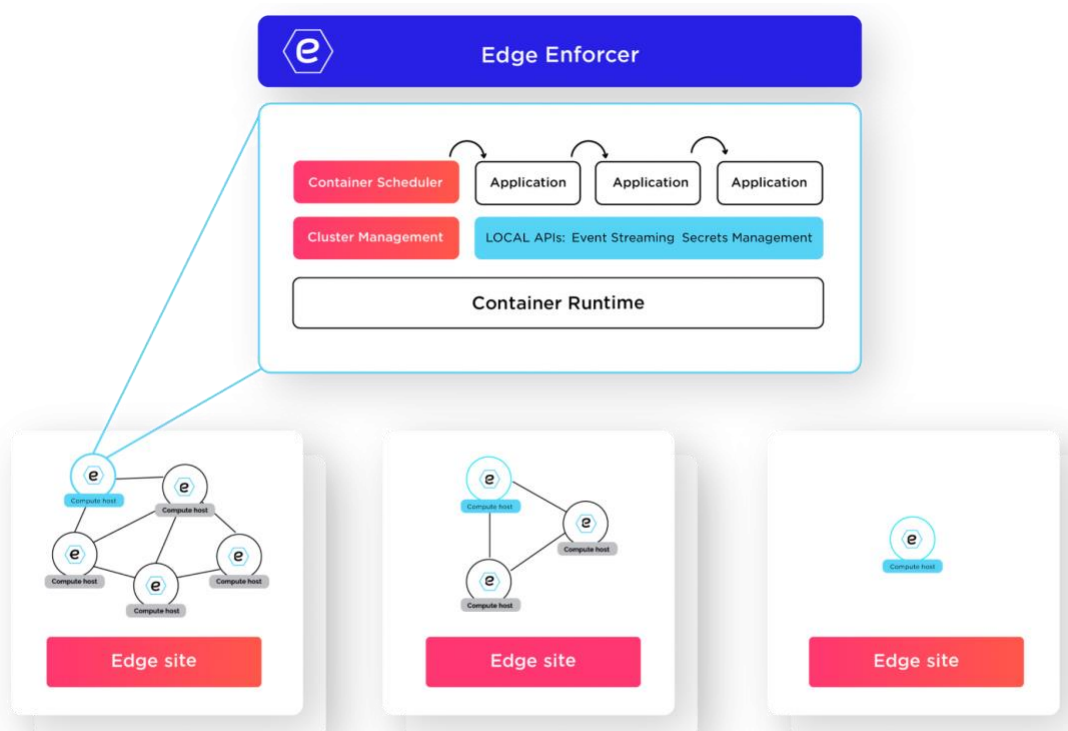 e Edge Enforcer
Container Scheduler Application Application Application
Cluster Management LOCAL APIs: Event Streaming Secrets Management
Container Runtime
e
Compute host
e
Compute host
e
Compute host
e
Compute host
e
Compute host
Edge site
e
Compute host
e
Compute host
e
Compute host
Edge site
e
Compute host
Edge site